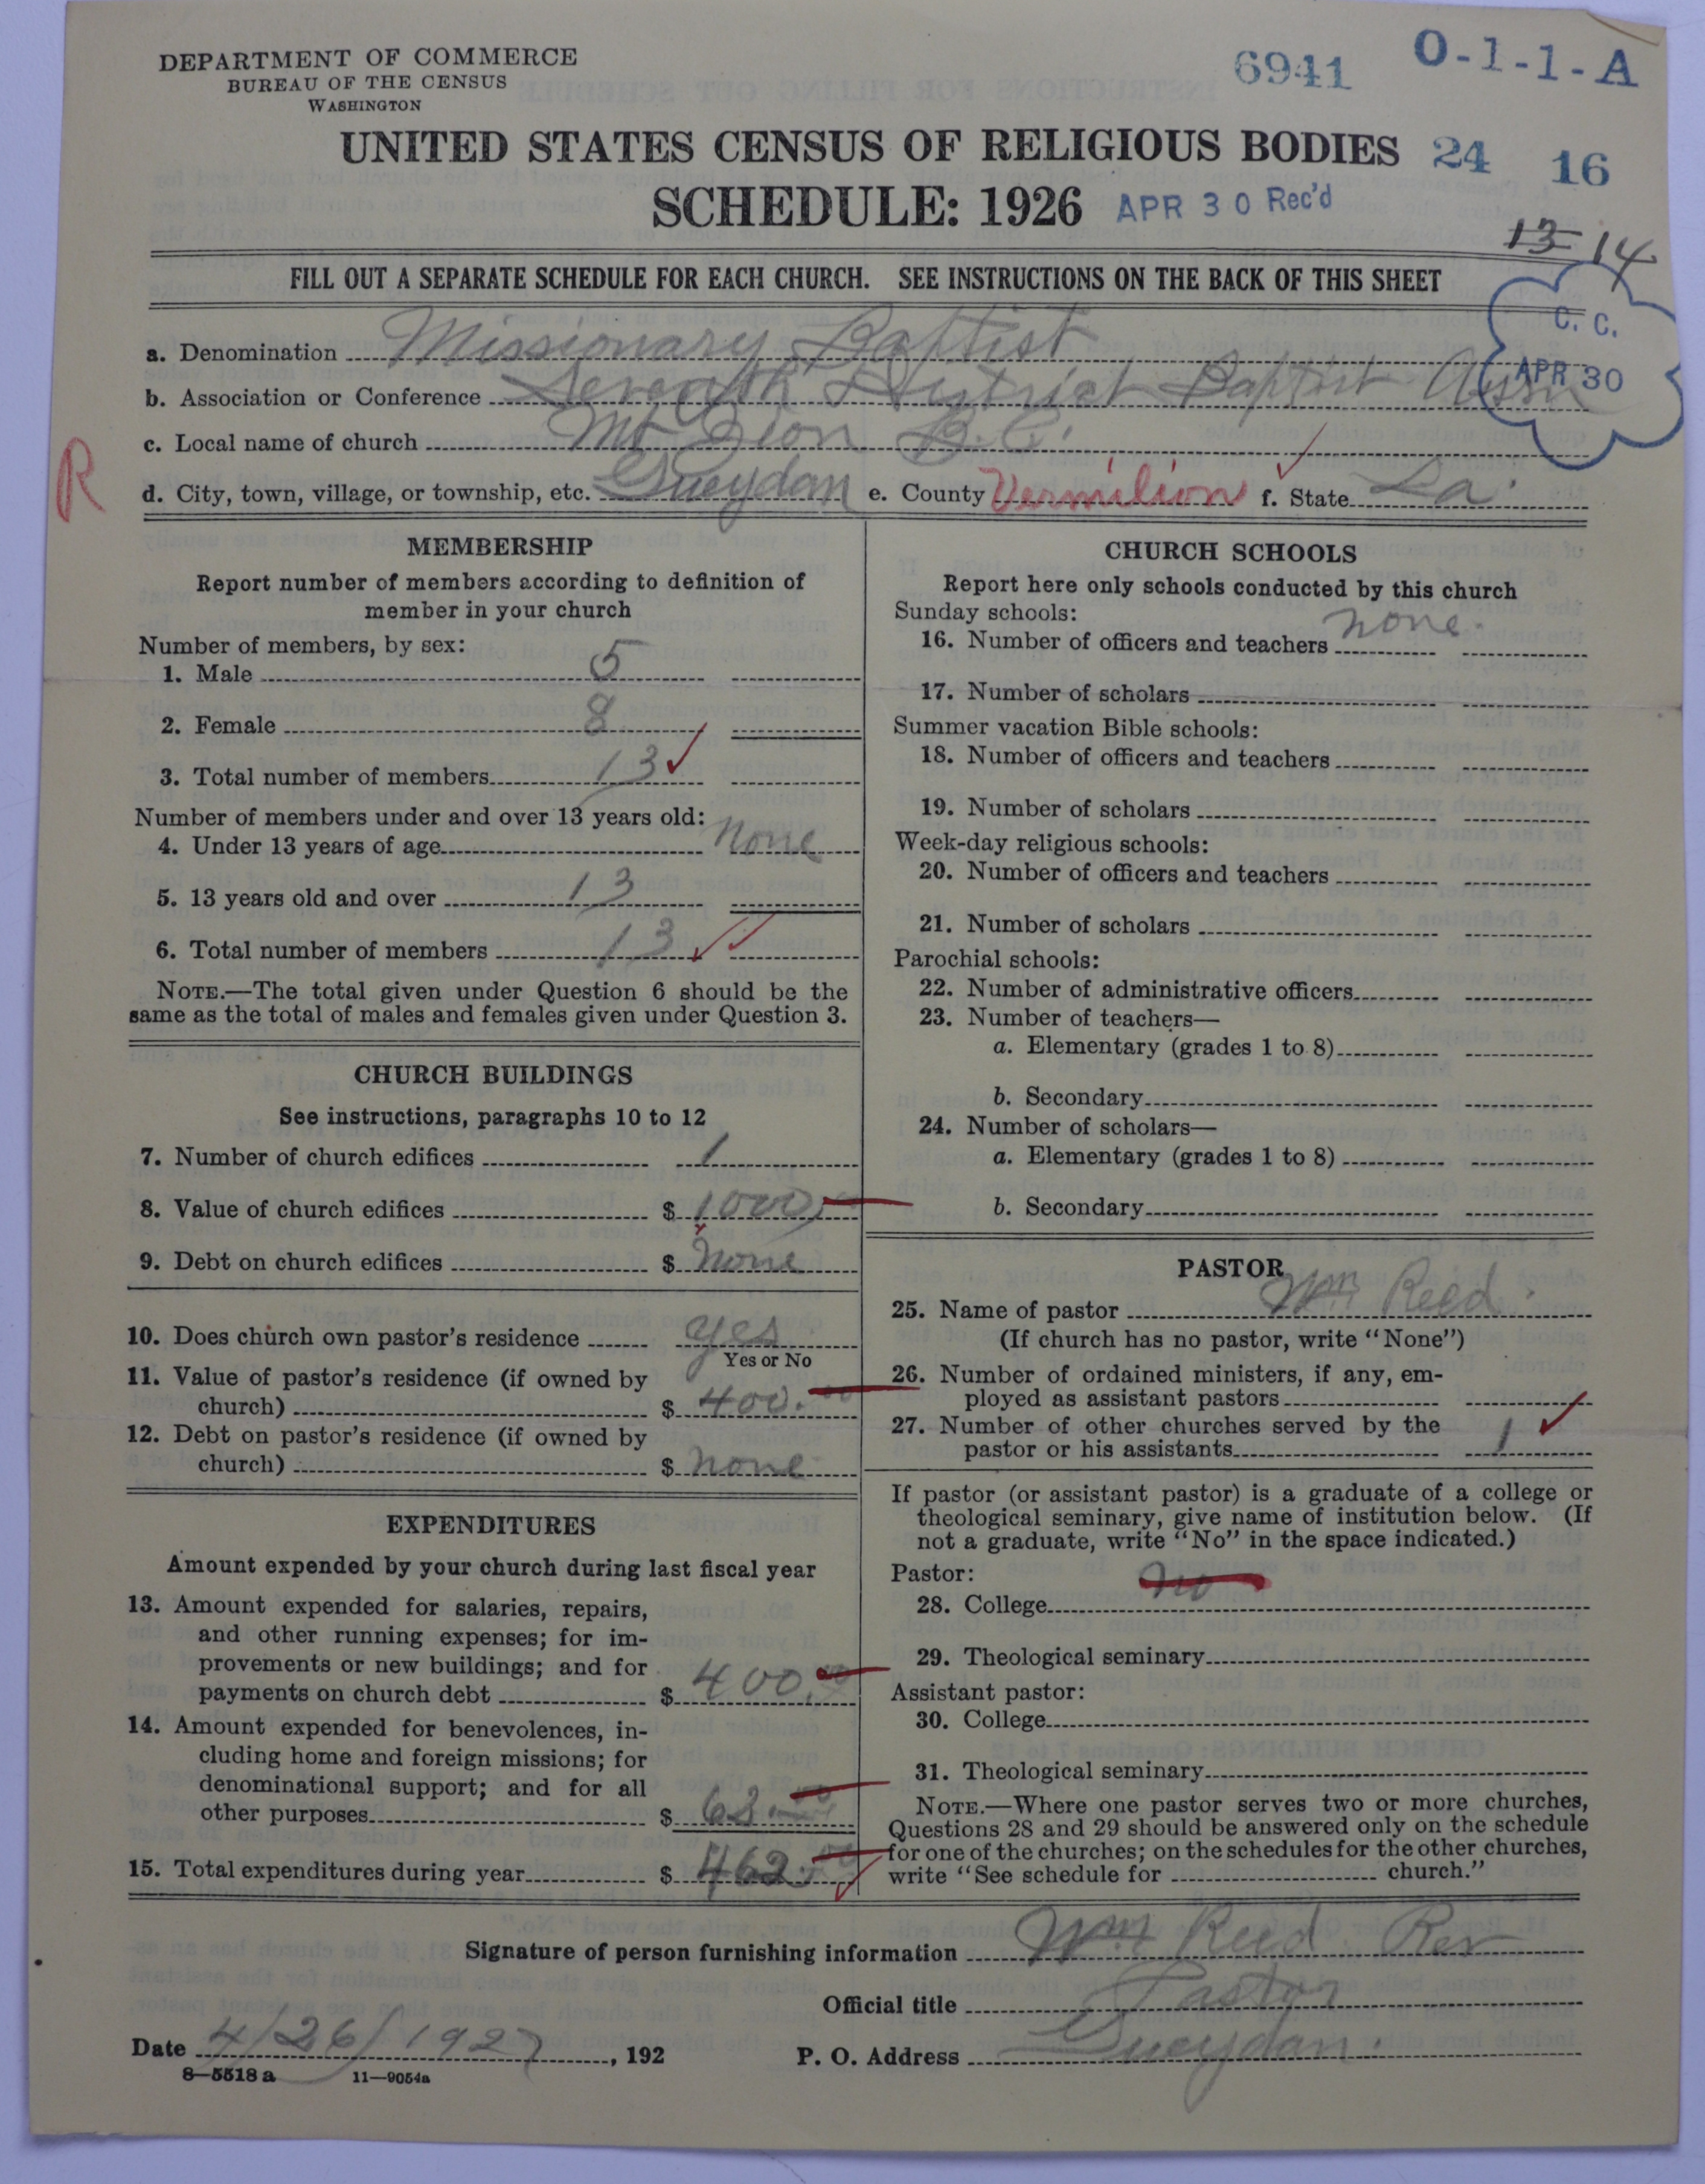 DEPARTMENT OF COMMERCE
BUREAU OF THE CENSUS
WASHINGTON
6941 O-1-1-A
UNITED STATES CENSUS OF RELIGIOUS BODIES 24 16
SCHEDULE: 1926 APR 30 Rec'd
13 14
FILL OUT A SEPARATE SCHEDULE FOR EACH CHURCH. SEE INSTRUCTIONS ON THE BACK OF THIS SHEET
C. C.
APR 30
a. Denomination Missionary Baptist
b. Association or Conference Seventh District Baptist Assn
c. Local name of church Mt Zion B.C.
R
d. City, town, village, or township, etc. Gueydan e. County Vermilion f. State La.
MEMBERSHIP
Report number of members according to definition of
member in your church
Number of members, by sex:
1. Male 5
2. Female 8
3. Total number of members 13
Number of members under and over 13 years old:
4. Under 13 years of age None
5. 13 years old and over 13
6. Total number of members 13
NOTE.—The total given under Question 6 should be the
same as the total of males and females given under Question 3.
CHURCH BUILDINGS
See instructions, paragraphs 10 to 12
7. Number of church edifices 1
8. Value of church edifices $ 1000
9. Debt on church edifices $ None
10. Does church own pastor's residence yes
Yes or No
11. Value of pastor's residence (if owned by
church) $ 400.00
12. Debt on pastor's residence (if owned by
church) $ None
EXPENDITURES
Amount expended by your church during last fiscal year
13. Amount expended for salaries, repairs,
and other running expenses; for im-
provements or new buildings; and for
payments on church debt $ 400.00
14. Amount expended for benevolences, in-
cluding home and foreign missions; for
denominational support; and for all
other purposes $ 62.00
15. Total expenditures during year $ 462.00
CHURCH SCHOOLS
Report here only schools conducted by this church
Sunday schools:
16. Number of officers and teachers None.
17. Number of scholars
Summer vacation Bible schools:
18. Number of officers and teachers
19. Number of scholars
Week-day religious schools:
20. Number of officers and teachers
21. Number of scholars
Parochial schools:
22. Number of administrative officers
23. Number of teachers—
a. Elementary (grades 1 to 8)
b. Secondary
24. Number of scholars—
a. Elementary (grades 1 to 8)
b. Secondary
PASTOR
25. Name of pastor Wm Reed
(If church has no pastor, write "None")
26. Number of ordained ministers, if any, em-
ployed as assistant pastors
27. Number of other churches served by the
pastor or his assistants 1
If pastor (or assistant pastor) is a graduate of a college or
theological seminary, give name of institution below. (If
not a graduate, write "No" in the space indicated.)
Pastor:
28. College No
29. Theological seminary
Assistant pastor:
30. College
31. Theological seminary
NOTE.—Where one pastor serves two or more churches,
Questions 28 and 29 should be answered only on the schedule
for one of the churches; on the schedules for the other churches,
write "See schedule for church."
Signature of person furnishing information Wm Reed Rev
Official title Pastor
Date 4/26/1927, 192 P. O. Address Gueydan.
8—5518 a 11—9054a